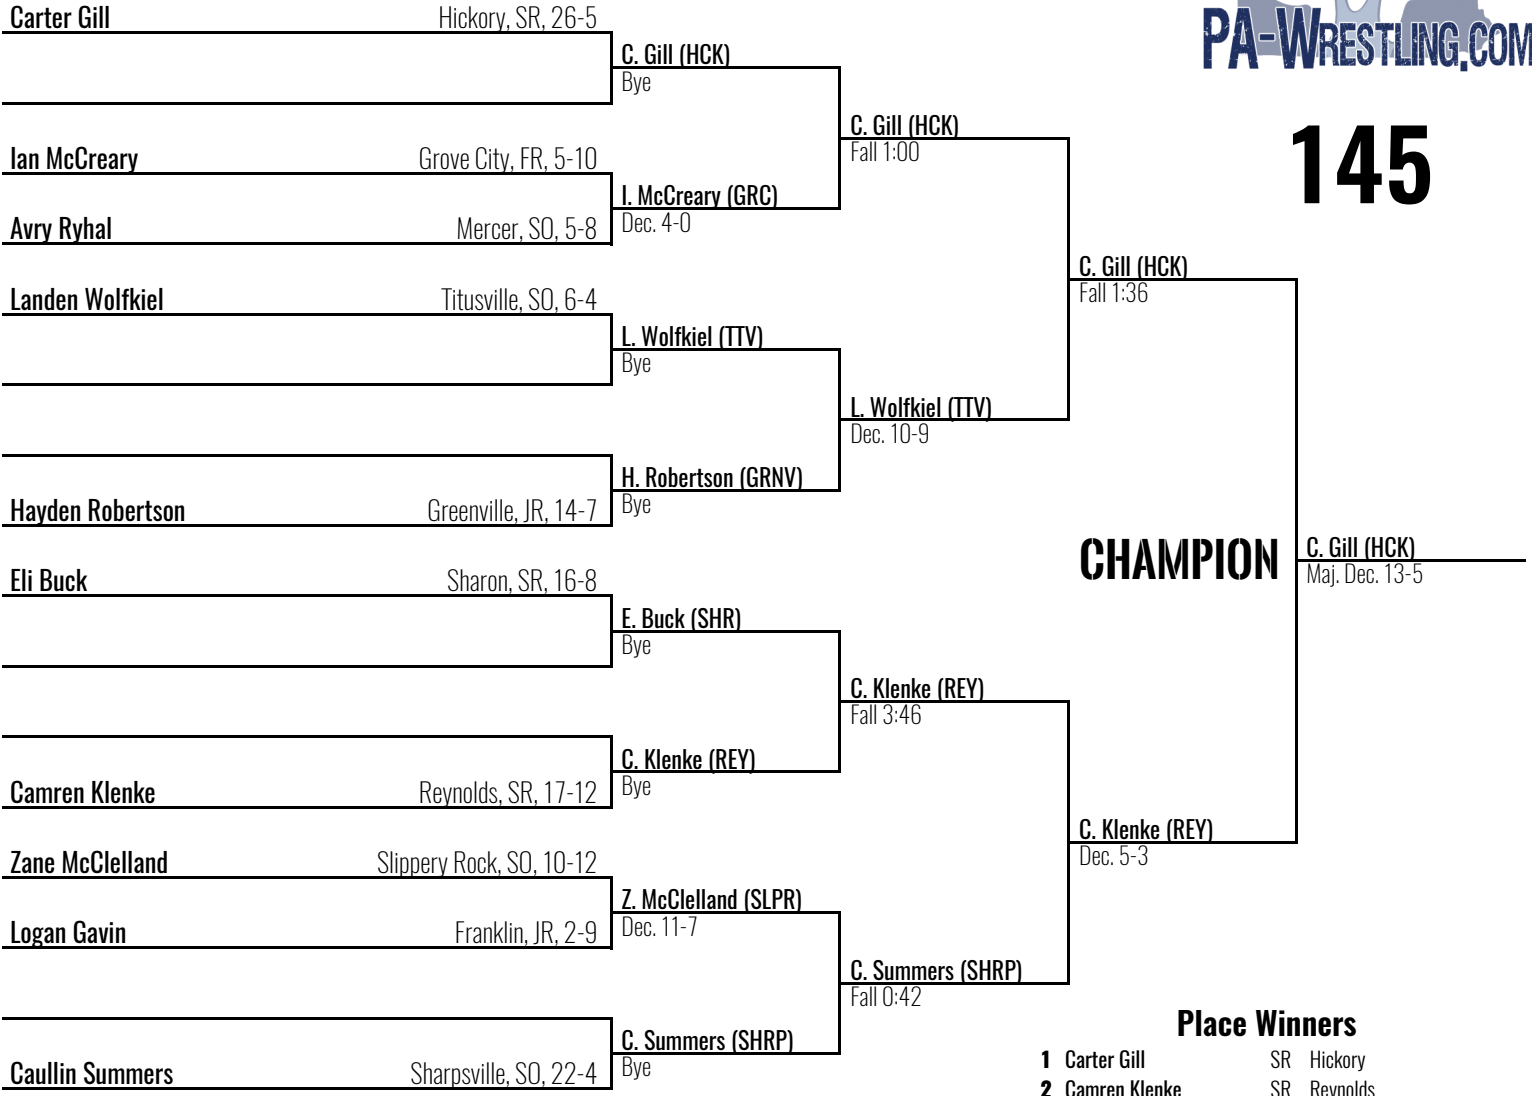 Carter Gill Hickory, SR, 26-5
PA-WRESTLING.COM
C. Gill (HCK)
Bye
145
C. Gill (HCK)
Fall 1:00
Ian McCreary Grove City, FR, 5-10
I. McCreary (GRC)
Dec. 4-0
Avry Ryhal Mercer, SO, 5-8
C. Gill (HCK)
Fall 1:36
Landen Wolfkiel Titusville, SO, 6-4
L. Wolfkiel (TTV)
Bye
L. Wolfkiel (TTV)
Dec. 10-9
H. Robertson (GRNV)
Bye
Hayden Robertson Greenville, JR, 14-7
CHAMPION
C. Gill (HCK)
Maj. Dec. 13-5
Eli Buck Sharon, SR, 16-8
E. Buck (SHR)
Bye
C. Klenke (REY)
Fall 3:46
C. Klenke (REY)
Bye
Camren Klenke Reynolds, SR, 17-12
C. Klenke (REY)
Dec. 5-3
Zane McClelland Slippery Rock, SO, 10-12
Z. McClelland (SLPR)
Dec. 11-7
Logan Gavin Franklin, JR, 2-9
C. Summers (SHRP)
Fall 0:42
C. Summers (SHRP)
Bye
Caullin Summers Sharpsville, SO, 22-4
Place Winners
1 Carter Gill SR Hickory
2 Camren Klenke SR Reynolds